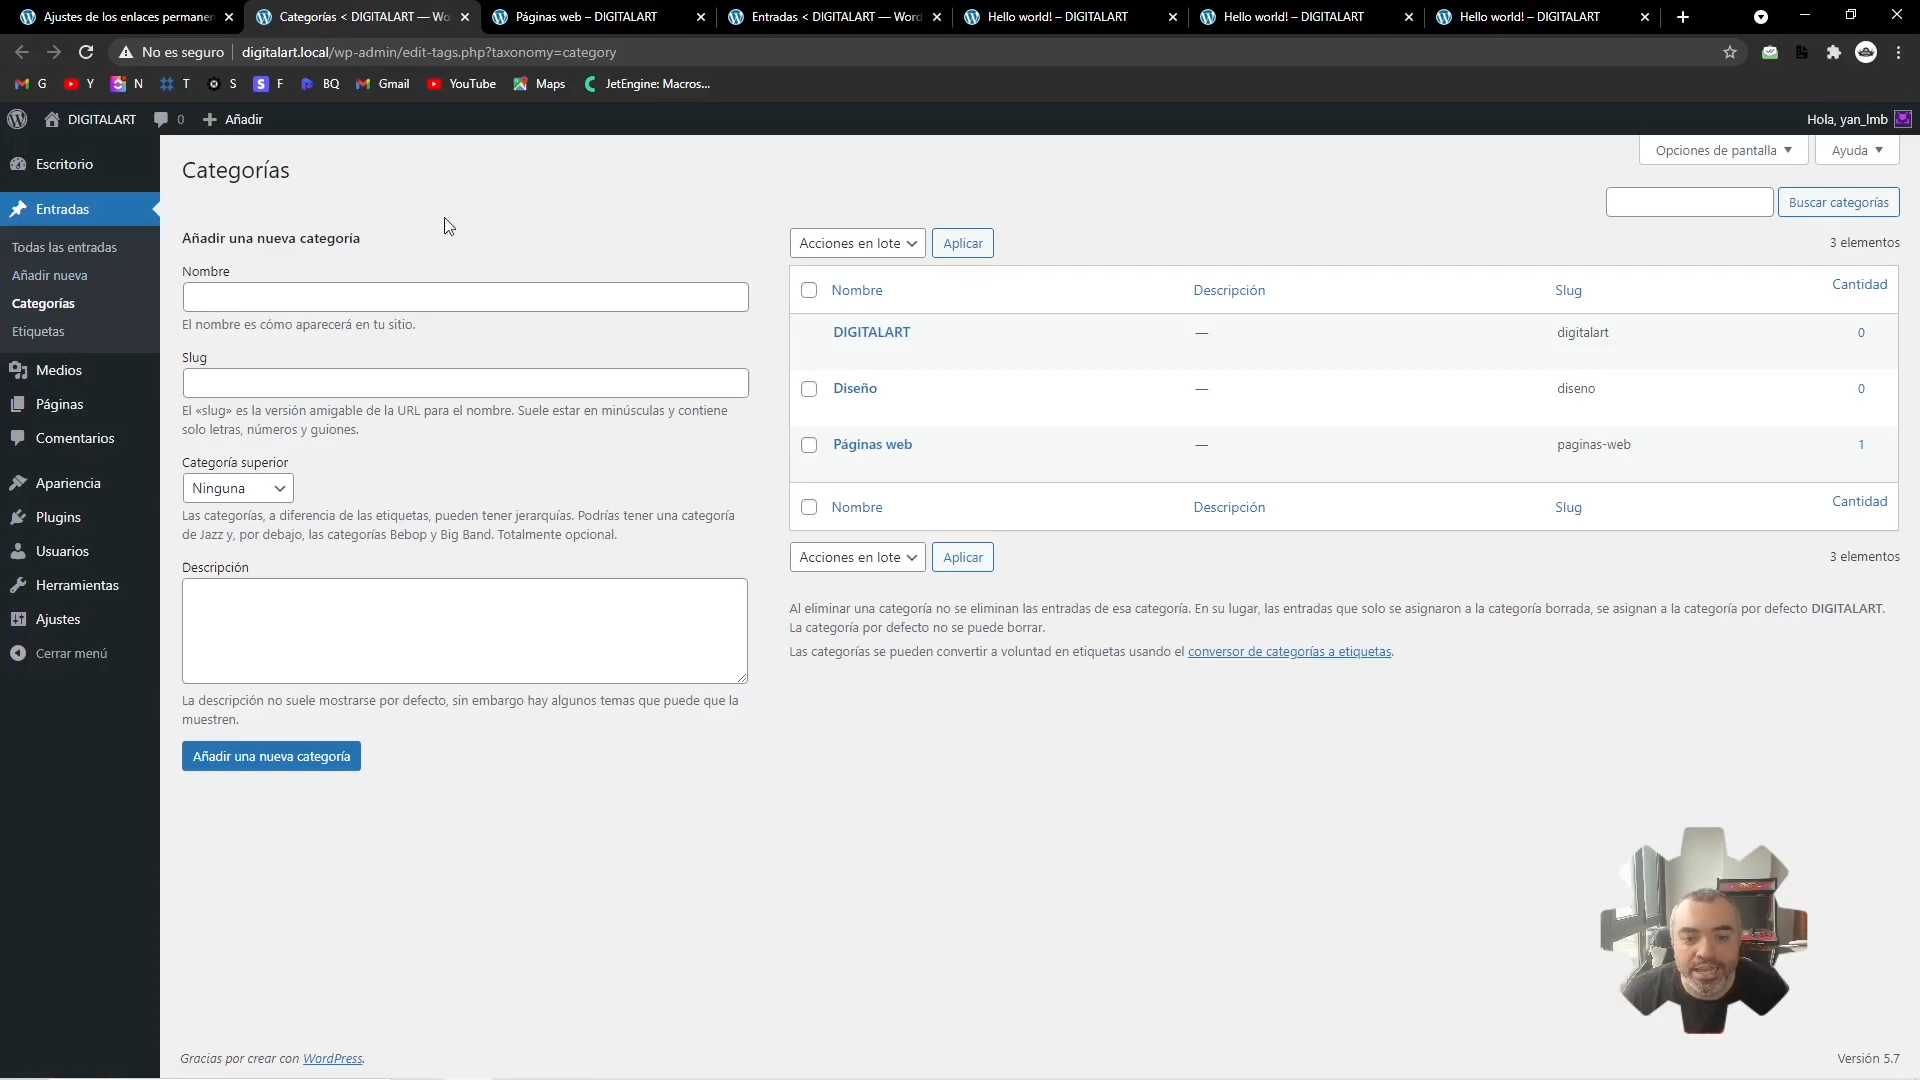 Ajustes de los enlaces permanen
Categorías < DIGITALART — Wo
Páginas web – DIGITALART
Entradas < DIGITALART — Word
Hello world! – DIGITALART
Hello world! – DIGITALART
Hello world! – DIGITALART
No es seguro
digitalart.local/wp-admin/edit-tags.php?taxonomy=category
G
Y
N
T
S
F
BQ
Gmail
YouTube
Maps
JetEngine: Macros...
DIGITALART
0
Añadir
Hola, yan_lmb
Escritorio
Entradas
Todas las entradas
Añadir nueva
Categorías
Etiquetas
Medios
Páginas
Comentarios
Apariencia
Plugins
Usuarios
Herramientas
Ajustes
Cerrar menú
Opciones de pantalla
Ayuda
Categorías
Buscar categorías
Añadir una nueva categoría
Nombre
El nombre es cómo aparecerá en tu sitio.
Slug
El «slug» es la versión amigable de la URL para el nombre. Suele estar en minúsculas y contiene
solo letras, números y guiones.
Categoría superior
Ninguna
Las categorías, a diferencia de las etiquetas, pueden tener jerarquías. Podrías tener una categoría
de Jazz y, por debajo, las categorías Bebop y Big Band. Totalmente opcional.
Descripción
La descripción no suele mostrarse por defecto, sin embargo hay algunos temas que puede que la
muestren.
Añadir una nueva categoría
Acciones en lote
Aplicar
3 elementos
Nombre Descripción Slug Cantidad
DIGITALART — digitalart 0
Diseño — diseno 0
Páginas web — paginas-web 1
Nombre Descripción Slug Cantidad
Acciones en lote
Aplicar
3 elementos
Al eliminar una categoría no se eliminan las entradas de esa categoría. En su lugar, las entradas que solo se asignaron a la categoría borrada, se asignan a la categoría por defecto DIGITALART.
La categoría por defecto no se puede borrar.
Las categorías se pueden convertir a voluntad en etiquetas usando el conversor de categorías a etiquetas.
Gracias por crear con WordPress.
Versión 5.7